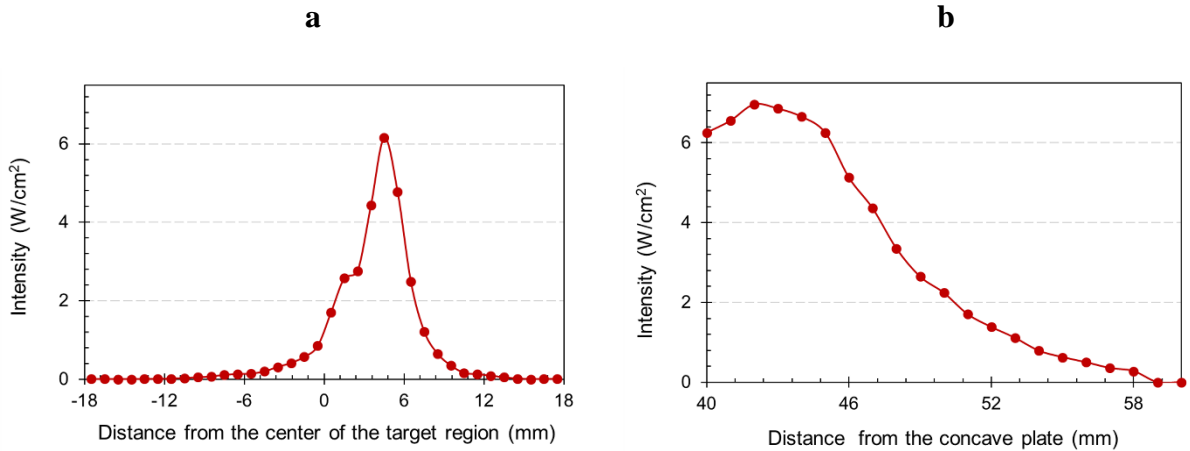 a
b
Intensity (W/cm²)
6
4
2
0
-18 -12 -6 0 6 12 18
Distance from the center of the target region (mm)
Intensity (W/cm²)
6
4
2
0
40 46 52 58
Distance from the concave plate (mm)